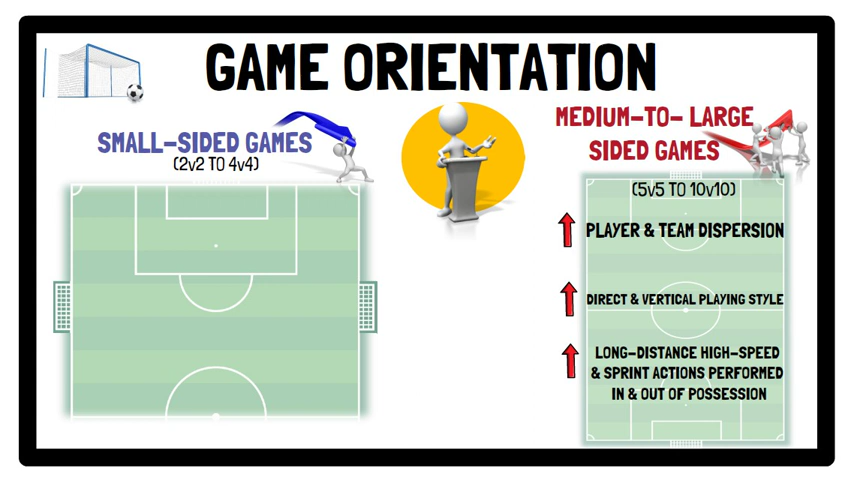 GAME ORIENTATION
SMALL-SIDED GAMES
(2v2 TO 4v4)
MEDIUM-TO- LARGE
SIDED GAMES
(5v5 TO 10v10)
PLAYER & TEAM DISPERSION
DIRECT & VERTICAL PLAYING STYLE
LONG-DISTANCE HIGH-SPEED
& SPRINT ACTIONS PERFORMED
IN & OUT OF POSSESSION